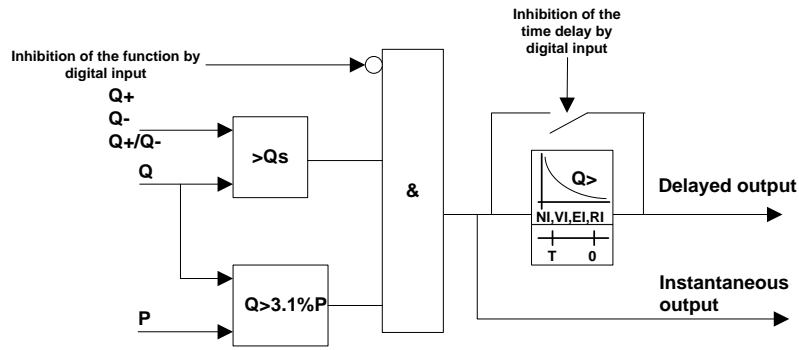 Inhibition of the
time delay by
digital input
Inhibition of the function by
digital input
Q+
Q-
Q+/Q-
Q
>Qs
&
Q>
NI,VI,EI,RI
T 0
Delayed output
Instantaneous
output
Q>3.1%P
P